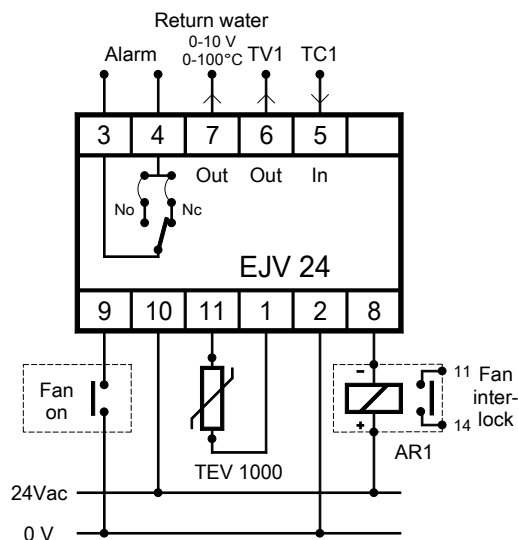 Return water
0-10 V
0-100°C
Alarm TV1 TC1
3 4 7 6 5
Out Out In
No Nc
EJV 24
9 10 11 1 2 8
Fan
on
-
+
11
14
Fan
inter-
lock
AR1
TEV 1000
24Vac
0 V